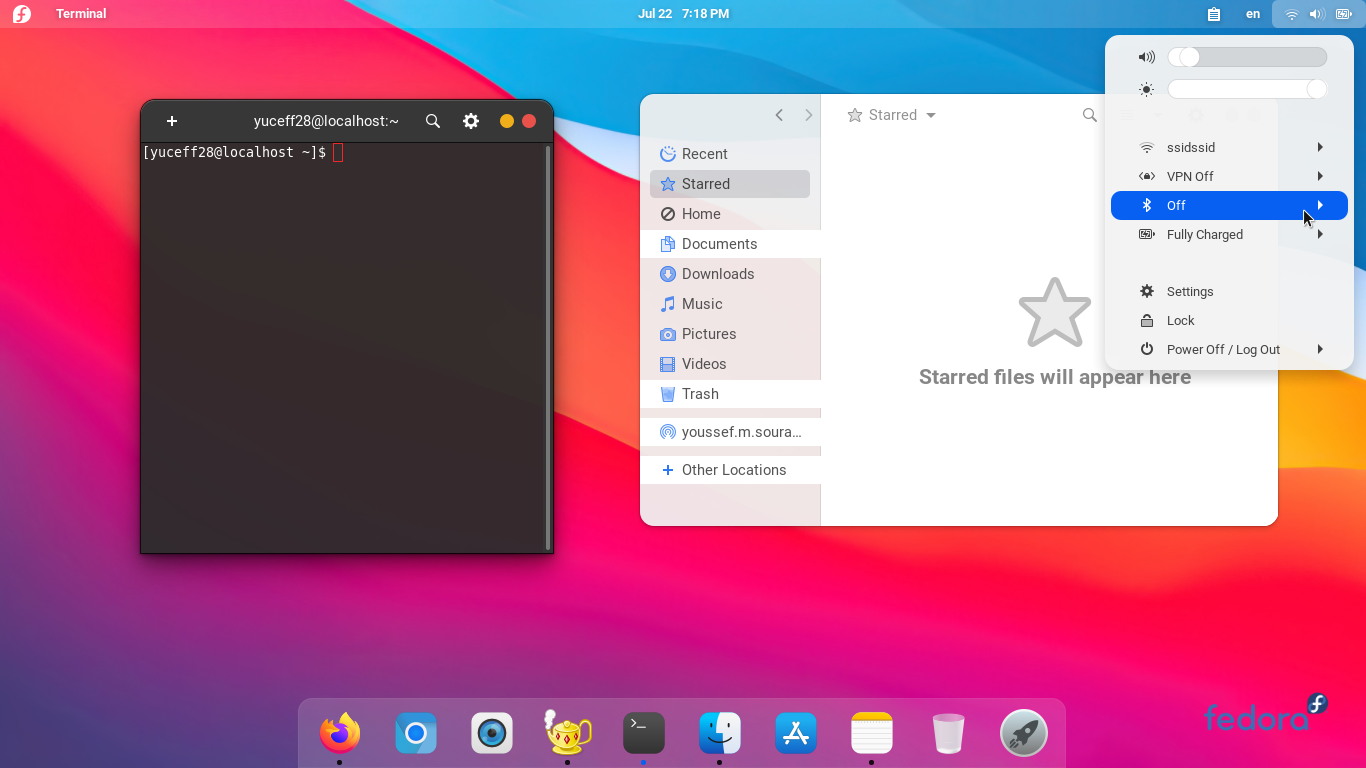 Terminal
Jul 22 7:18 PM
en
yuceff28@localhost:~
[yuceff28@localhost ~]$
Starred
Recent
Starred
Home
Documents
Downloads
Music
Pictures
Videos
Trash
youssef.m.soura…
Other Locations
Starred files will appear here
ssidssid
VPN Off
Off
Fully Charged
Settings
Lock
Power Off / Log Out
>_
fedora